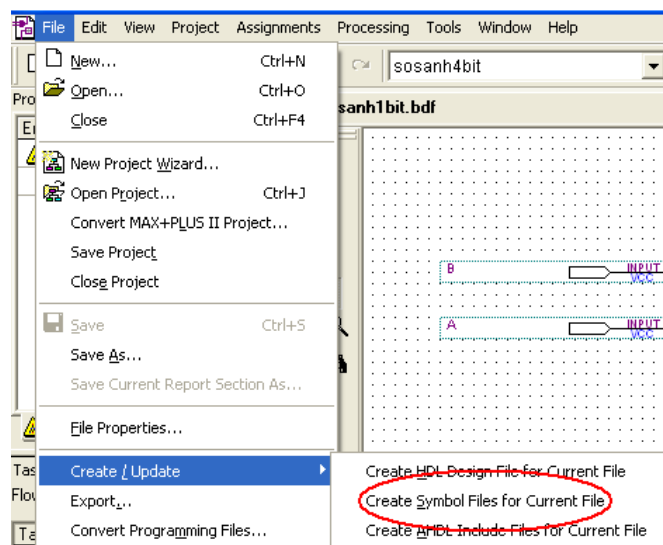 File Edit View Project Assignments Processing Tools Window Help
New... Ctrl+N
sosanh4bit
Open... Ctrl+O
Close Ctrl+F4
sanh1bit.bdf
New Project Wizard...
Open Project... Ctrl+J
Convert MAX+PLUS II Project...
Save Project
Close Project
B INPUT
VCC
Save Ctrl+S
A INPUT
VCC
Save As...
Save Current Report Section As...
File Properties...
Create / Update
Create HDL Design File for Current File
Export...
Create Symbol Files for Current File
Convert Programming Files...
Create AHDL Include Files for Current File